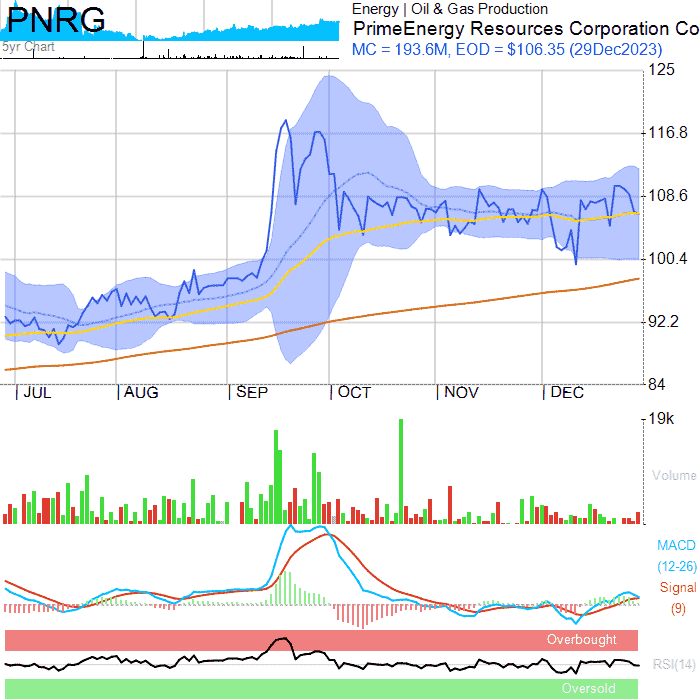 PNRG
5yr Chart
Energy | Oil & Gas Production
PrimeEnergy Resources Corporation Co
MC = 193.6M, EOD = $106.35 (29Dec2023)
125
116.8
108.6
100.4
92.2
84
JUL AUG SEP OCT NOV DEC
19k
Volume
MACD
(12-26)
Signal
(9)
Overbought
RSI(14)
Oversold